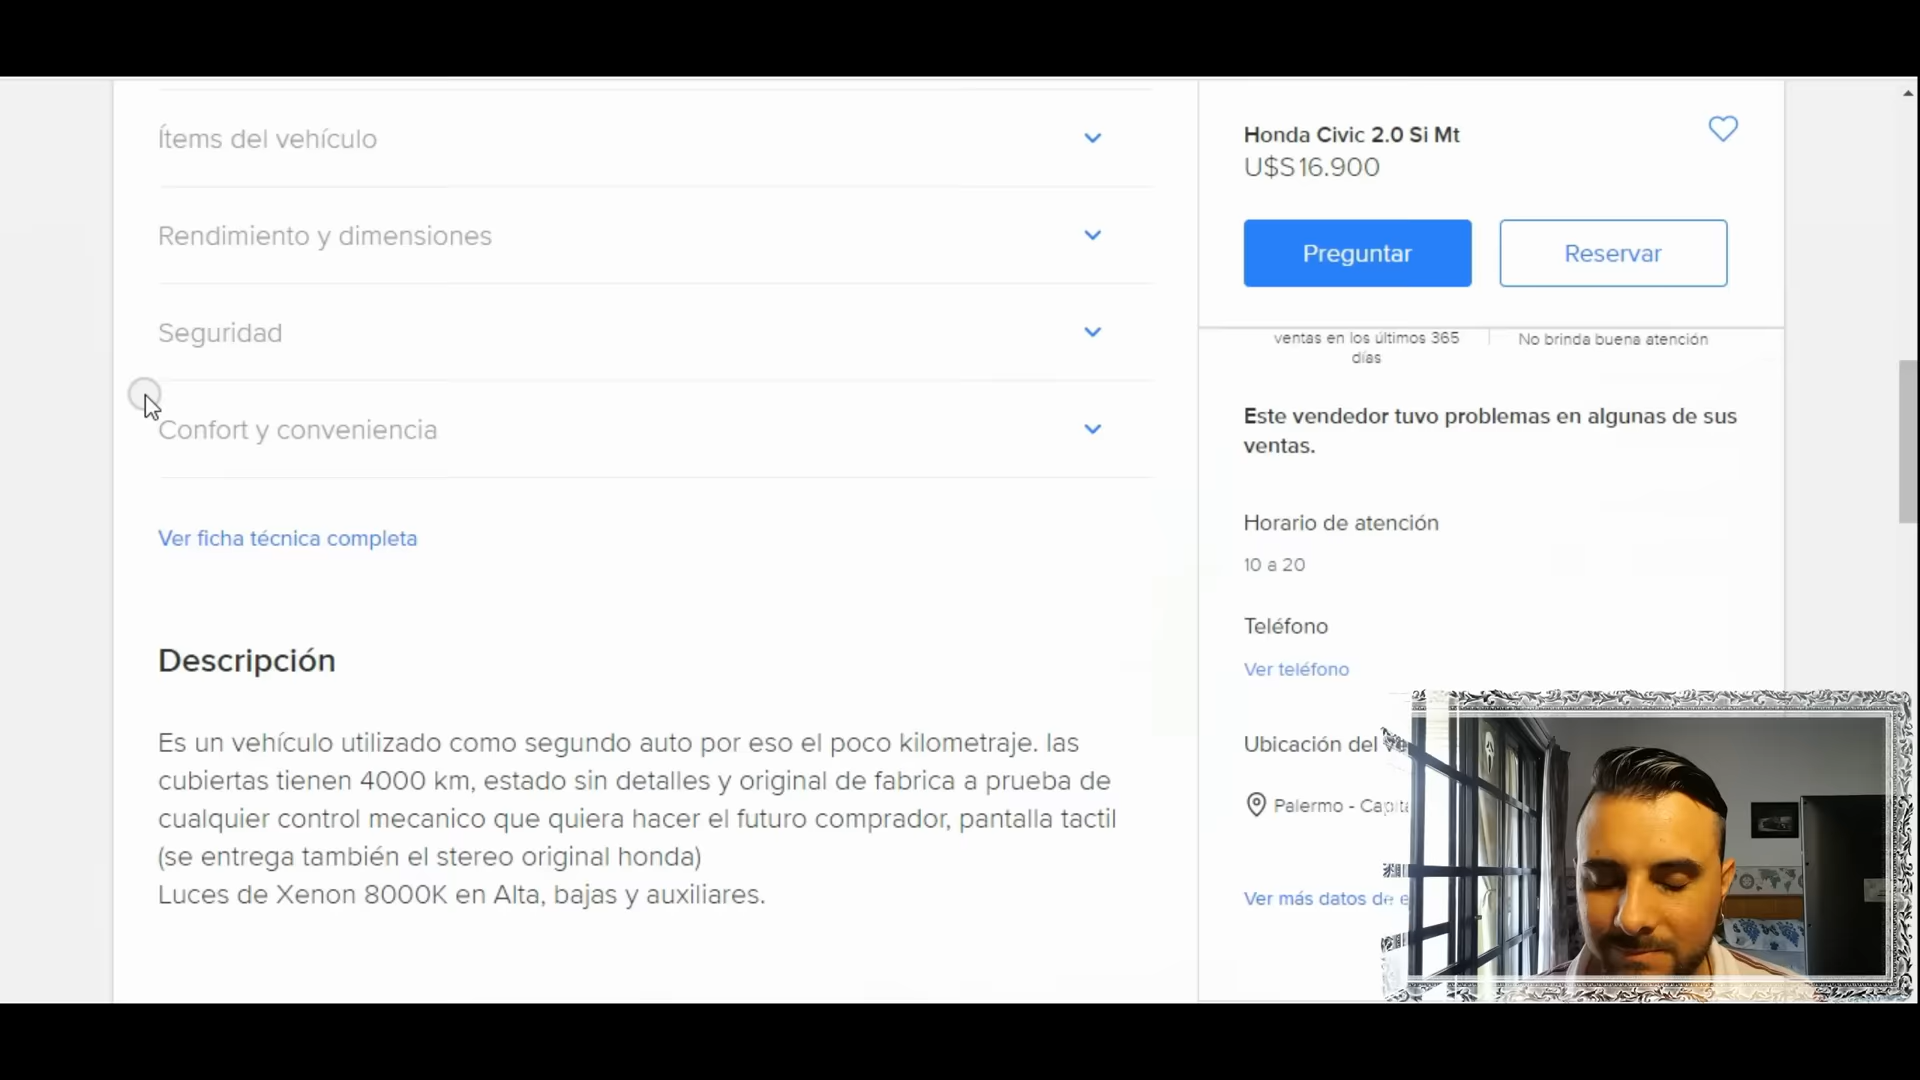 Ítems del vehículo
Rendimiento y dimensiones
Seguridad
Confort y conveniencia
Ver ficha técnica completa
Descripción
Es un vehículo utilizado como segundo auto por eso el poco kilometraje. las
cubiertas tienen 4000 km, estado sin detalles y original de fabrica a prueba de
cualquier control mecanico que quiera hacer el futuro comprador, pantalla tactil
(se entrega también el stereo original honda)
Luces de Xenon 8000K en Alta, bajas y auxiliares.
Honda Civic 2.0 Si Mt
U$S 16.900
Preguntar
Reservar
ventas en los últimos 365
días
No brinda buena atención
Este vendedor tuvo problemas en algunas de sus
ventas.
Horario de atención
10 a 20
Teléfono
Ver teléfono
Ubicación del
Palermo -
Ver más datos de